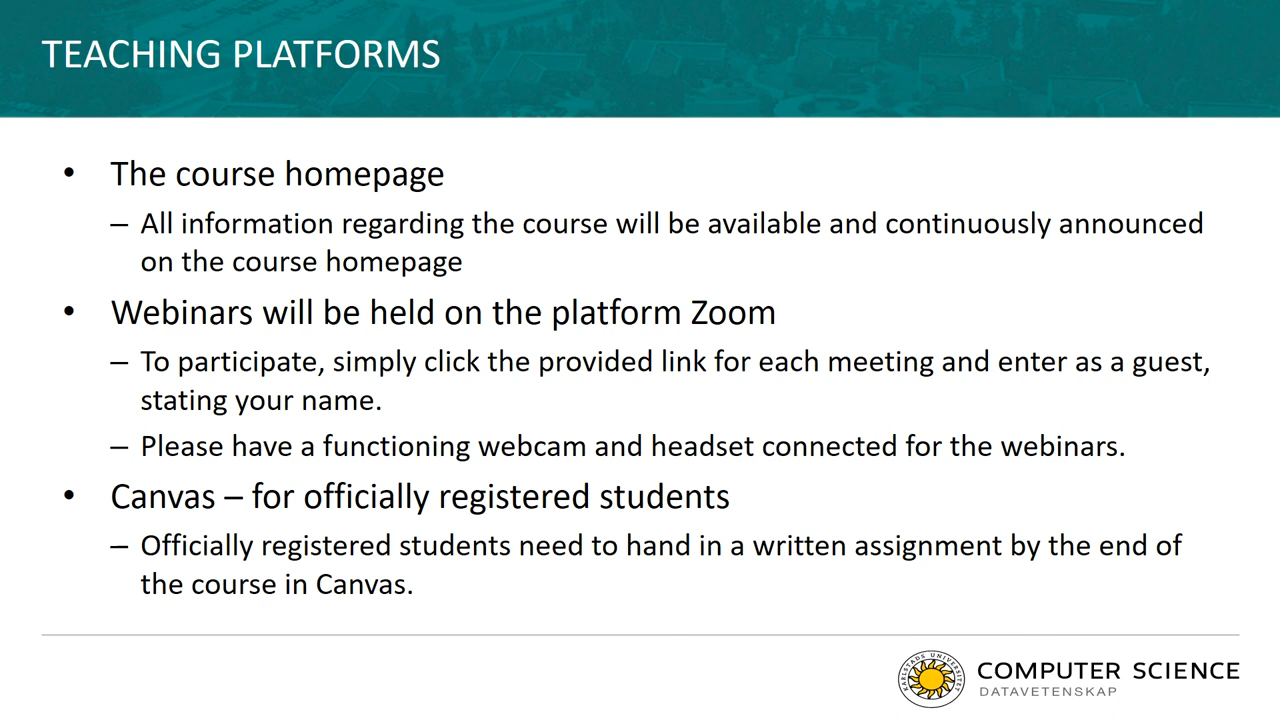 TEACHING PLATFORMS
• The course homepage
– All information regarding the course will be available and continuously announced
on the course homepage
• Webinars will be held on the platform Zoom
– To participate, simply click the provided link for each meeting and enter as a guest,
stating your name.
– Please have a functioning webcam and headset connected for the webinars.
• Canvas – for officially registered students
– Officially registered students need to hand in a written assignment by the end of
the course in Canvas.
KARLSTADS UNIVERSITET
COMPUTER SCIENCE
DATAVETENSKAP